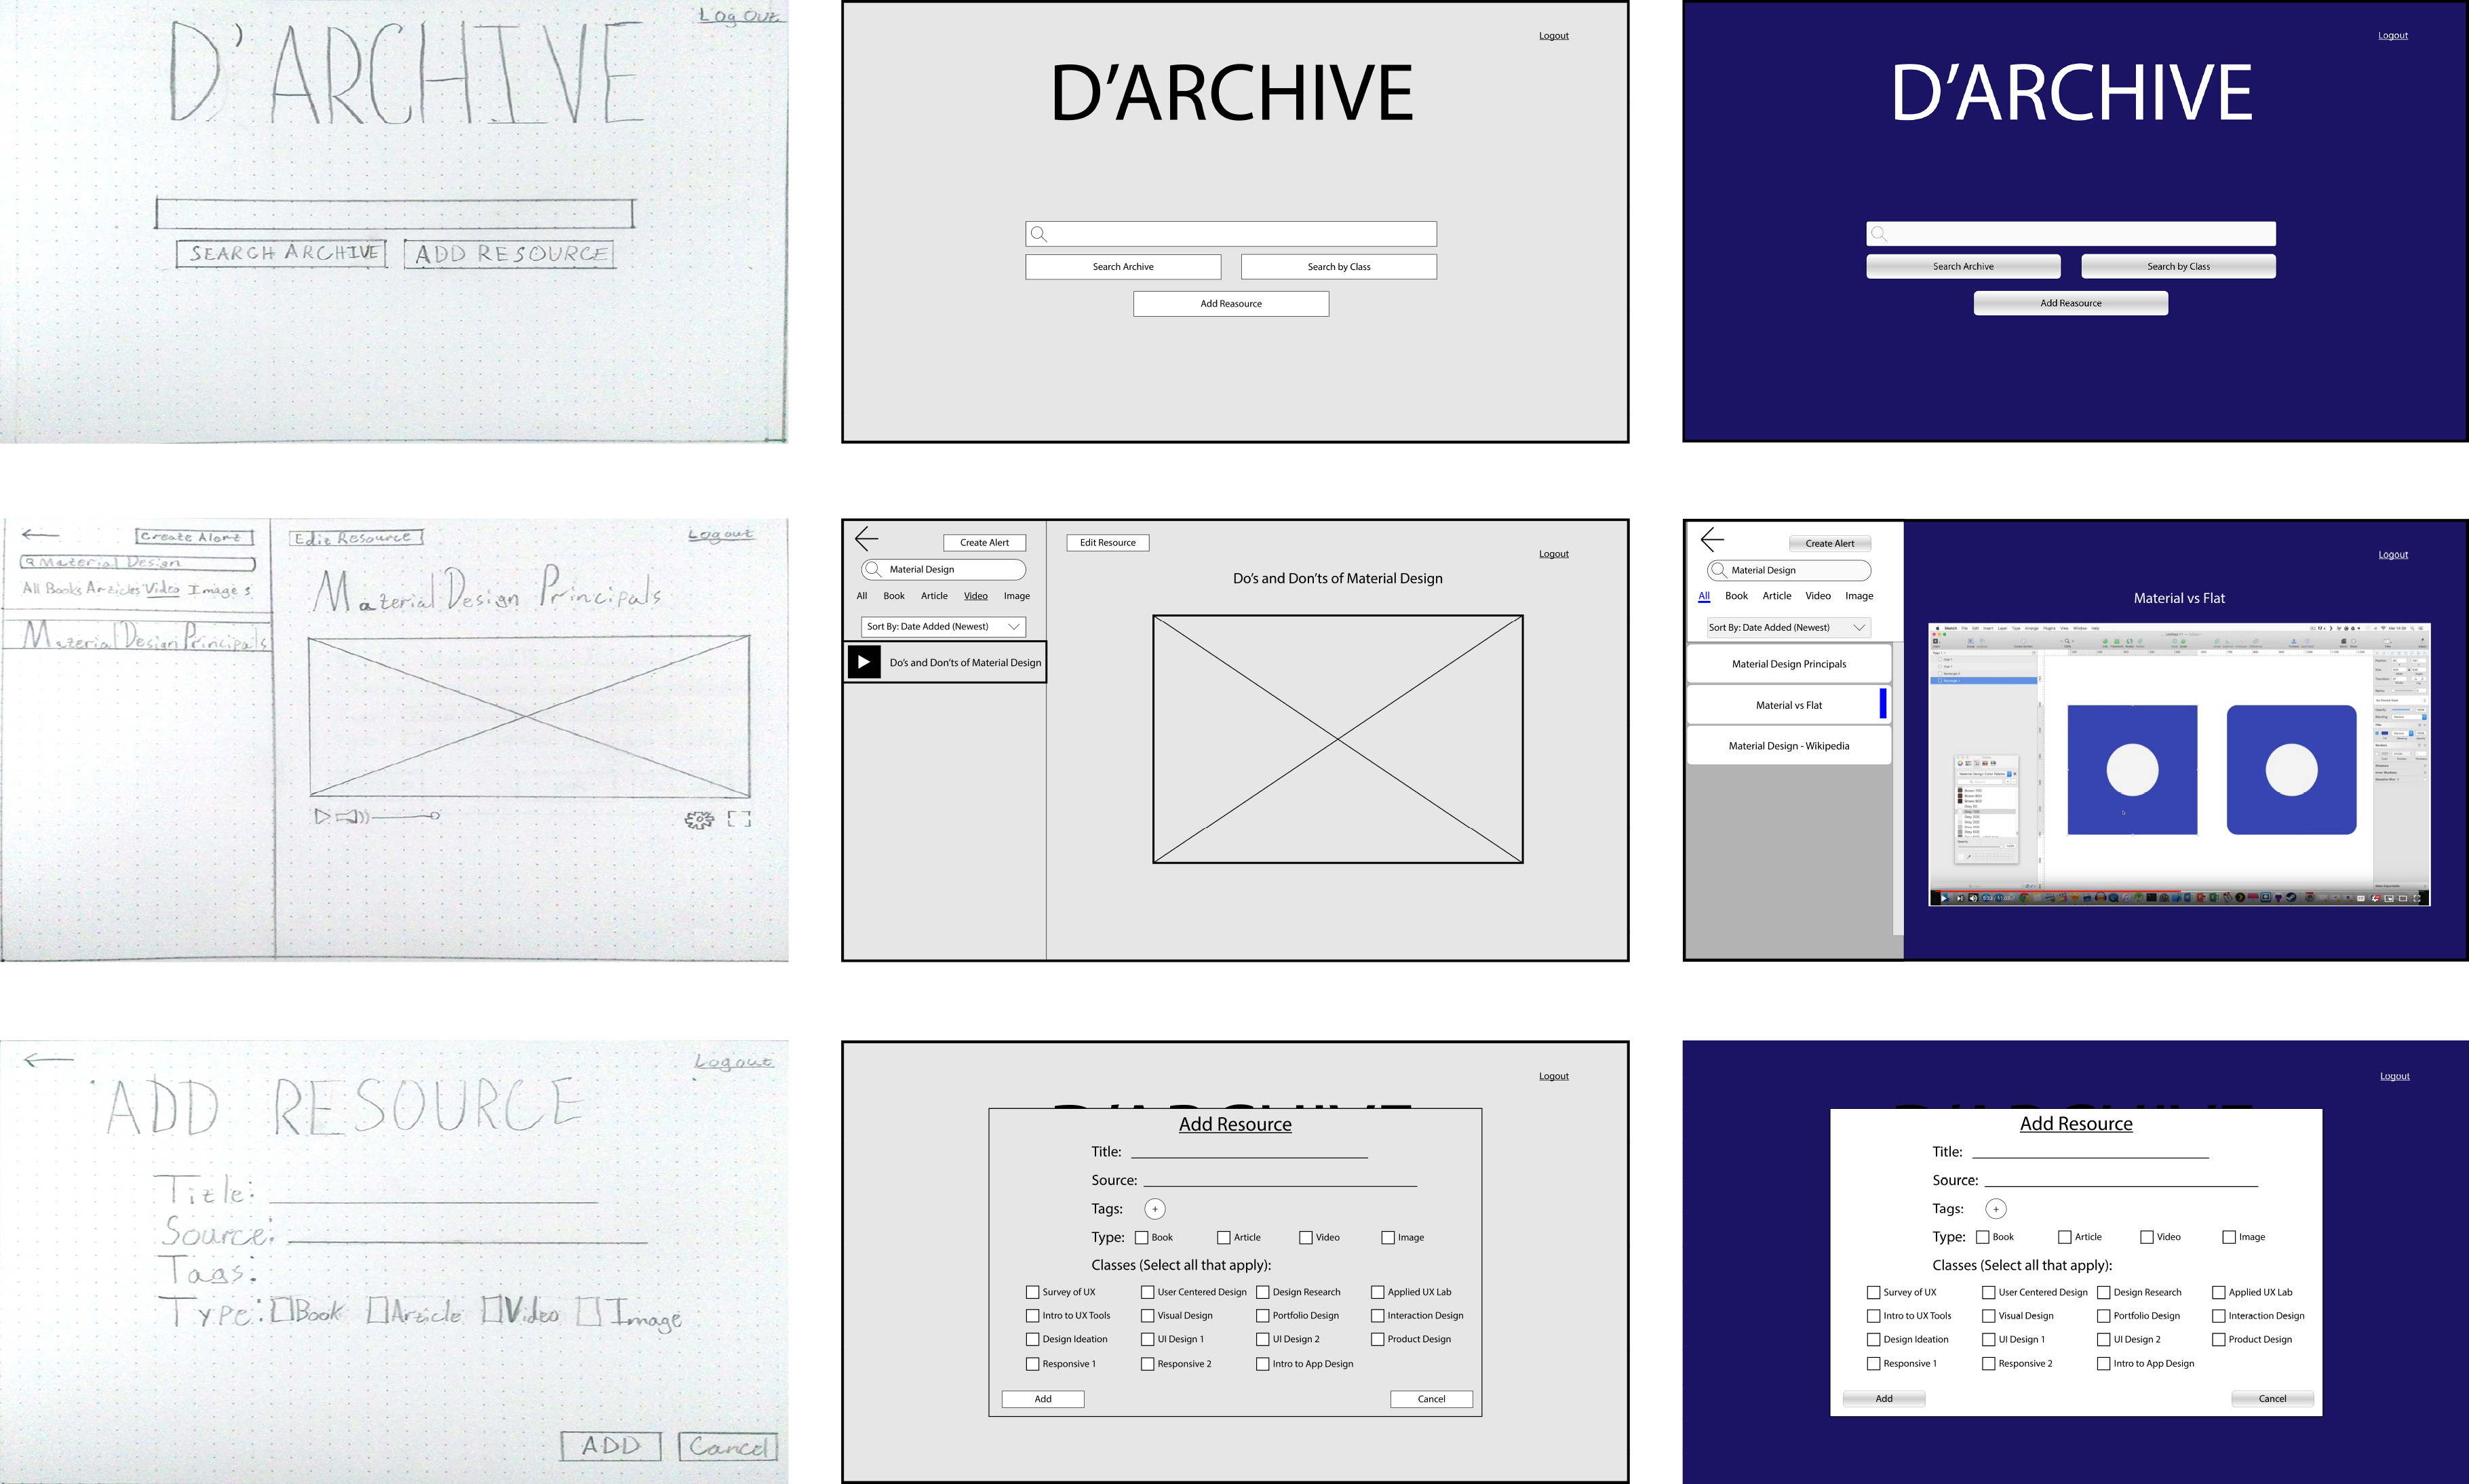 Log Out
D'ARCHIVE
SEARCH ARCHIVE
ADD RESOURCE
Logout
D'ARCHIVE
Search Archive
Search by Class
Add Reasource
Logout
D'ARCHIVE
Search Archive
Search by Class
Add Reasource
Create Alert
Edit Resource
Logout
Material Design
All Books Articles Video Images
Material Design Principals
Material Design Principals
Create Alert
Edit Resource
Logout
Material Design
Do's and Don'ts of Material Design
All Book Article Video Image
Sort By: Date Added (Newest)
Do's and Don'ts of Material Design
Create Alert
Logout
Material Design
All Book Article Video Image
Material vs Flat
Sort By: Date Added (Newest)
Material Design Principals
Material vs Flat
Material Design - Wikipedia
Logout
ADD RESOURCE
Title:
Source:
Tags:
Type: Book Article Video Image
ADD
Cancel
Logout
Add Resource
Title:
Source:
Tags: +
Type: Book Article Video Image
Classes (Select all that apply):
Survey of UX User Centered Design Design Research Applied UX Lab
Intro to UX Tools Visual Design Portfolio Design Interaction Design
Design Ideation UI Design 1 UI Design 2 Product Design
Responsive 1 Responsive 2 Intro to App Design
Add
Cancel
Logout
Add Resource
Title:
Source:
Tags: +
Type: Book Article Video Image
Classes (Select all that apply):
Survey of UX User Centered Design Design Research Applied UX Lab
Intro to UX Tools Visual Design Portfolio Design Interaction Design
Design Ideation UI Design 1 UI Design 2 Product Design
Responsive 1 Responsive 2 Intro to App Design
Add
Cancel